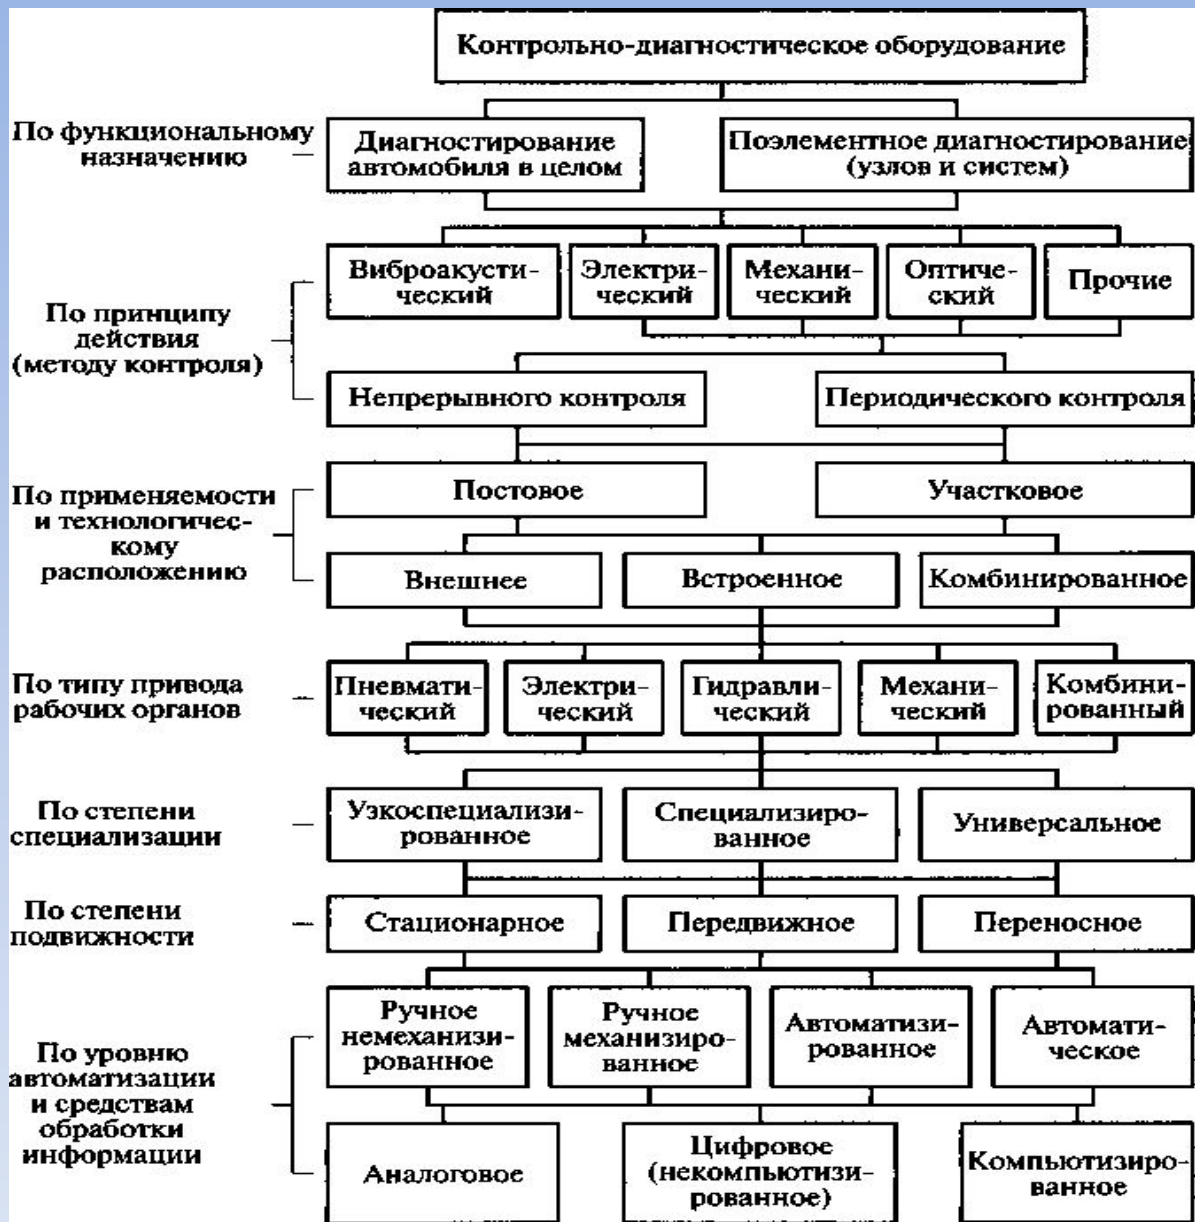 Контрольно-диагностическое оборудование
По функциональному
назначению
Диагностирование
автомобиля в целом
Поэлементное диагностирование
(узлов и систем)
По принципу
действия
(методу контроля)
Виброакусти-
ческий
Электри-
ческий
Механи-
ческий
Оптиче-
ский
Прочие
Непрерывного контроля
Периодического контроля
По применяемости
и технологичес-
кому
расположению
Постовое
Участковое
Внешнее
Встроенное
Комбинированное
По типу привода
рабочих органов
Пневмати-
ческий
Электри-
ческий
Гидравли-
ческий
Механи-
ческий
Комбини-
рованный
По степени
специализации
Узкоспециализи-
рованное
Специализиро-
ванное
Универсальное
По степени
подвижности
Стационарное
Передвижное
Переносное
По уровню
автоматизации
и средствам
обработки
информации
Ручное
немеханизи-
рованное
Ручное
механизиро-
ванное
Автоматизи-
рованное
Автомати-
ческое
Аналоговое
Цифровое
(некомпьютизи-
рованное)
Компьютизиро-
ванное